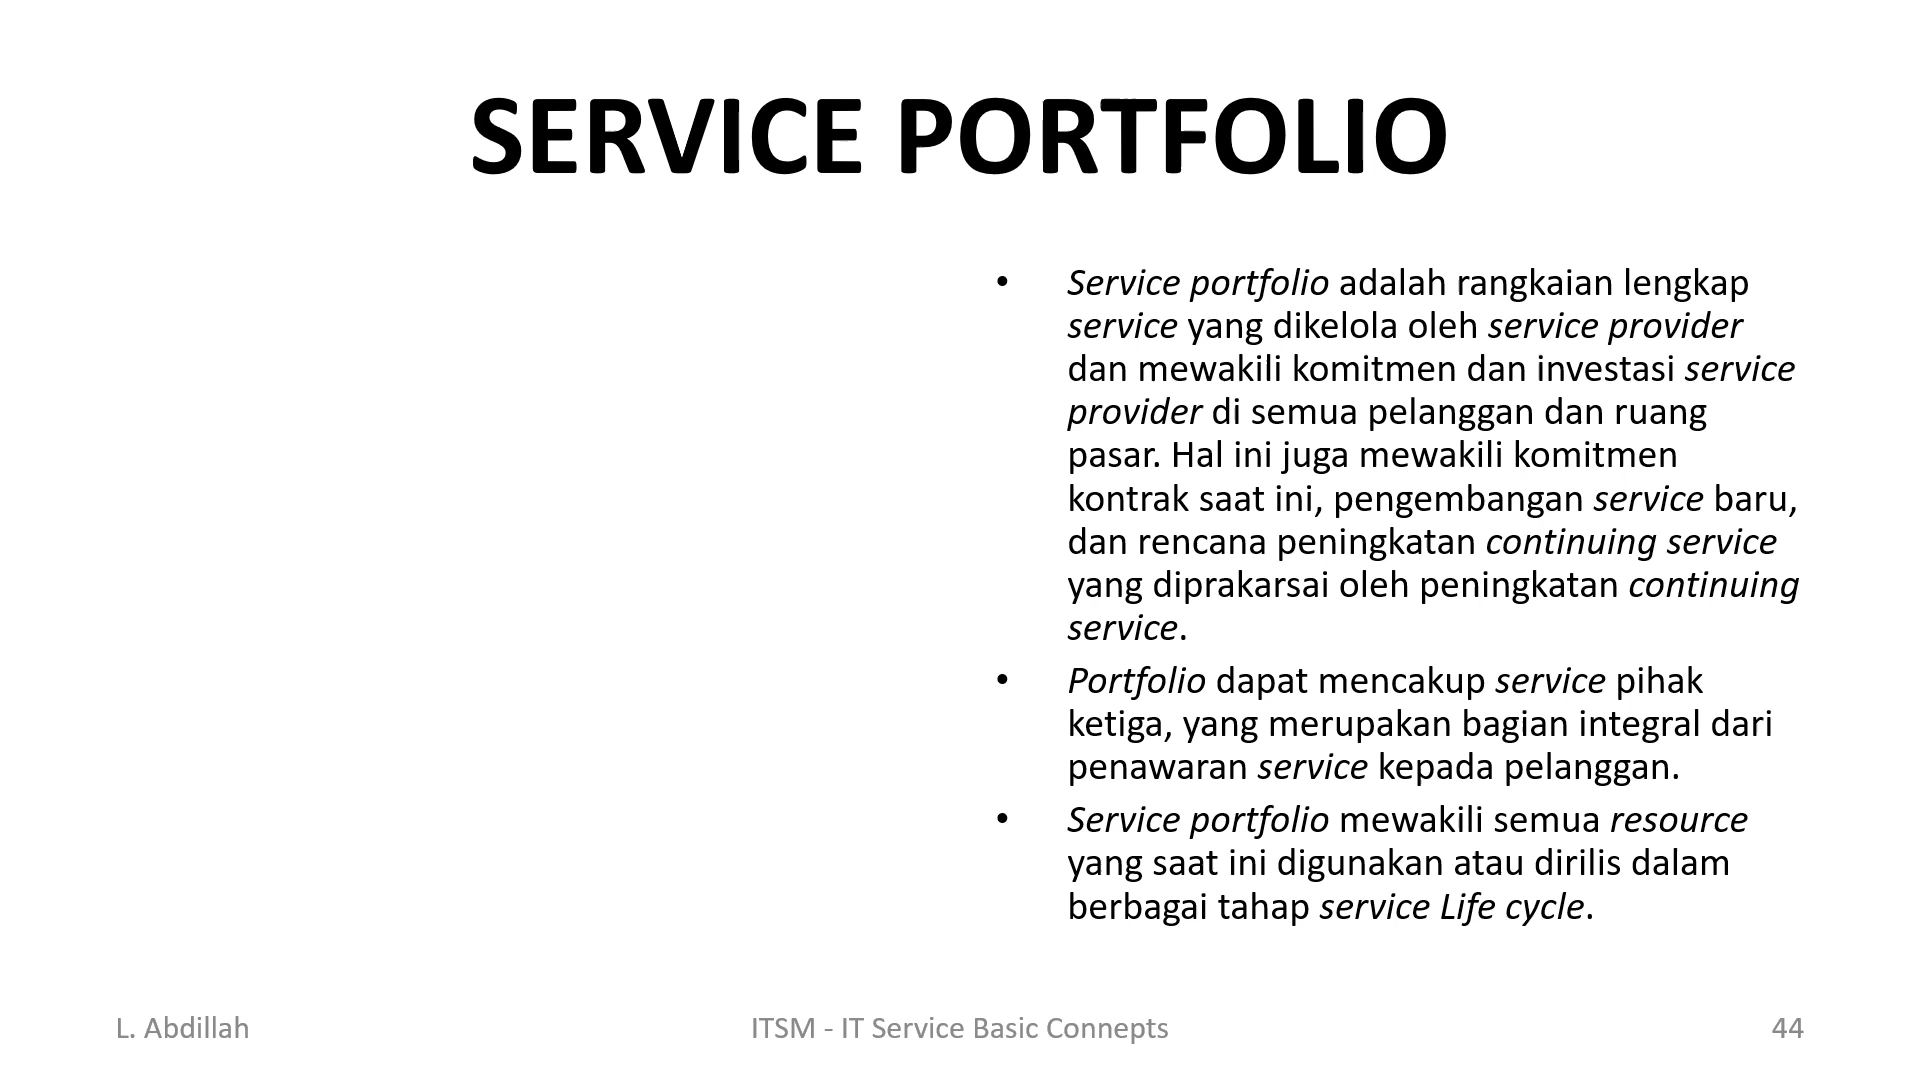 SERVICE PORTFOLIO
• Service portfolio adalah rangkaian lengkap
service yang dikelola oleh service provider
dan mewakili komitmen dan investasi service
provider di semua pelanggan dan ruang
pasar. Hal ini juga mewakili komitmen
kontrak saat ini, pengembangan service baru,
dan rencana peningkatan continuing service
yang diprakarsai oleh peningkatan continuing
service.
• Portfolio dapat mencakup service pihak
ketiga, yang merupakan bagian integral dari
penawaran service kepada pelanggan.
• Service portfolio mewakili semua resource
yang saat ini digunakan atau dirilis dalam
berbagai tahap service Life cycle.
L. Abdillah
ITSM - IT Service Basic Connepts
44